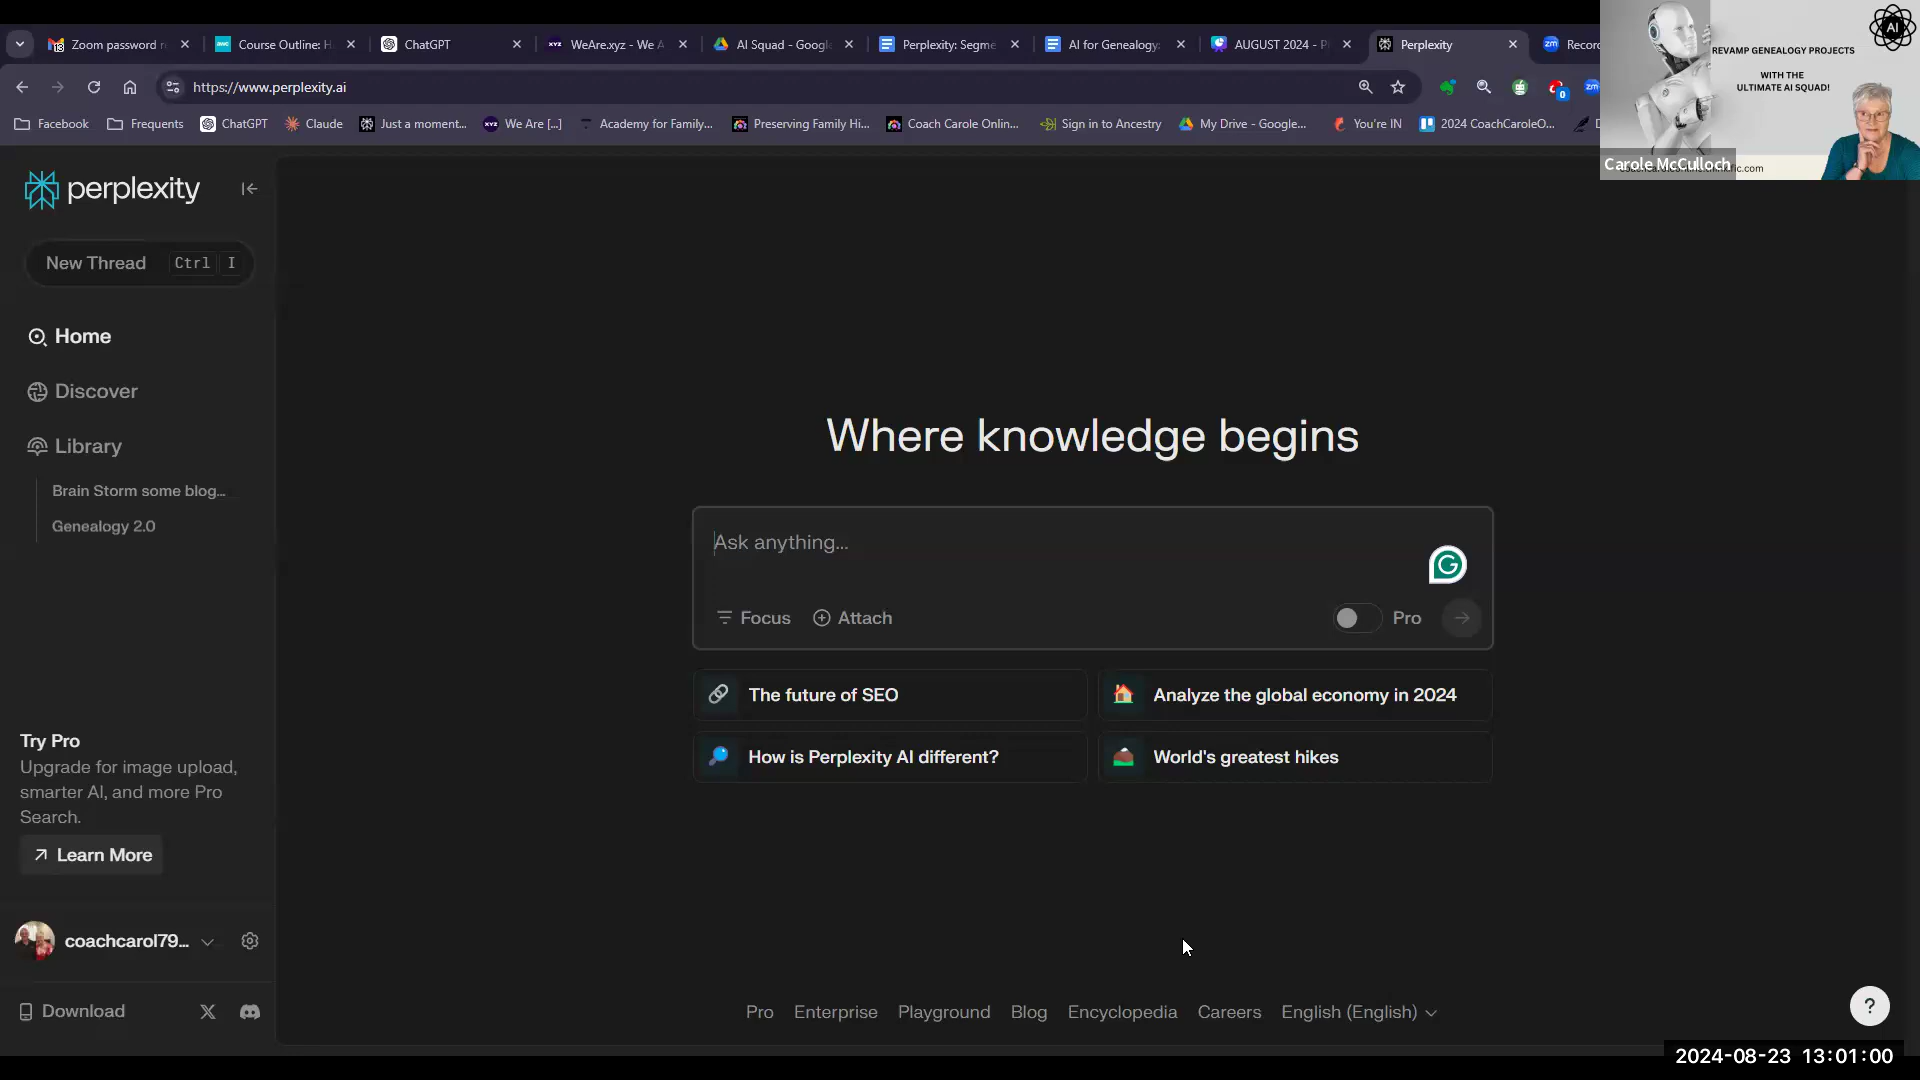 Zoom password r
Course Outline: H
ChatGPT
WeAre.xyz - We A
AI Squad - Google
Perplexity: Segme
AI for Genealogy:
AUGUST 2024 - P
Perplexity
Recor
https://www.perplexity.ai
Facebook
Frequents
ChatGPT
Claude
Just a moment...
We Are [...]
Academy for Family...
Preserving Family Hi...
Coach Carole Onlin...
Sign in to Ancestry
My Drive - Google...
You're IN
2024 CoachCaroleO...
REVAMP GENEALOGY PROJECTS
WITH THE
ULTIMATE AI SQUAD!
AI
Carole McCulloch
perplexity
New Thread Ctrl I
Home
Discover
Library
Brain Storm some blog...
Genealogy 2.0
Where knowledge begins
Ask anything...
Focus
Attach
Pro
The future of SEO
Analyze the global economy in 2024
How is Perplexity AI different?
World's greatest hikes
Try Pro
Upgrade for image upload,
smarter AI, and more Pro
Search.
Learn More
coachcarol79...
Download
Pro Enterprise Playground Blog Encyclopedia Careers English (English)
?
2024-08-23 13:01:00